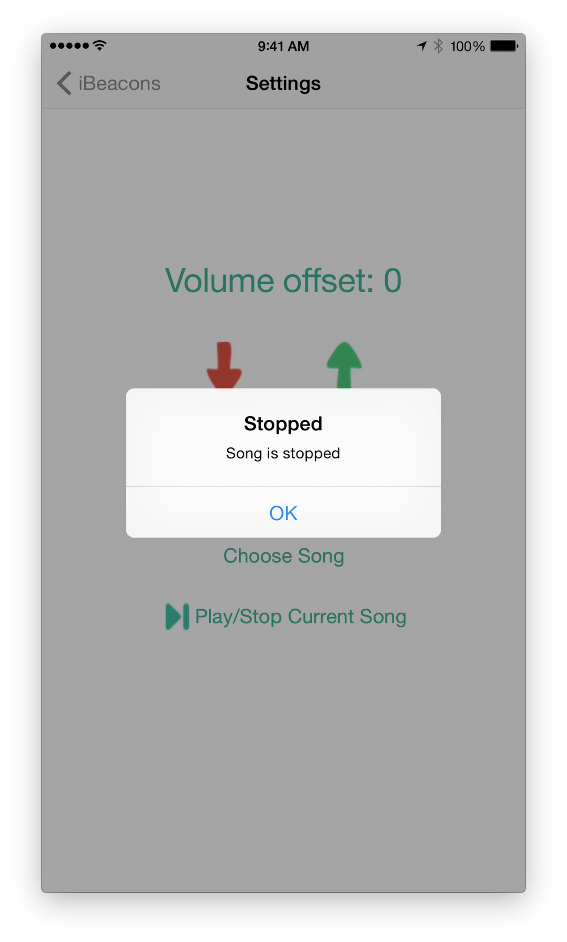 9:41 AM 100%
iBeacons Settings
Volume offset: 0
Stopped
Song is stopped
OK
Choose Song
Play/Stop Current Song